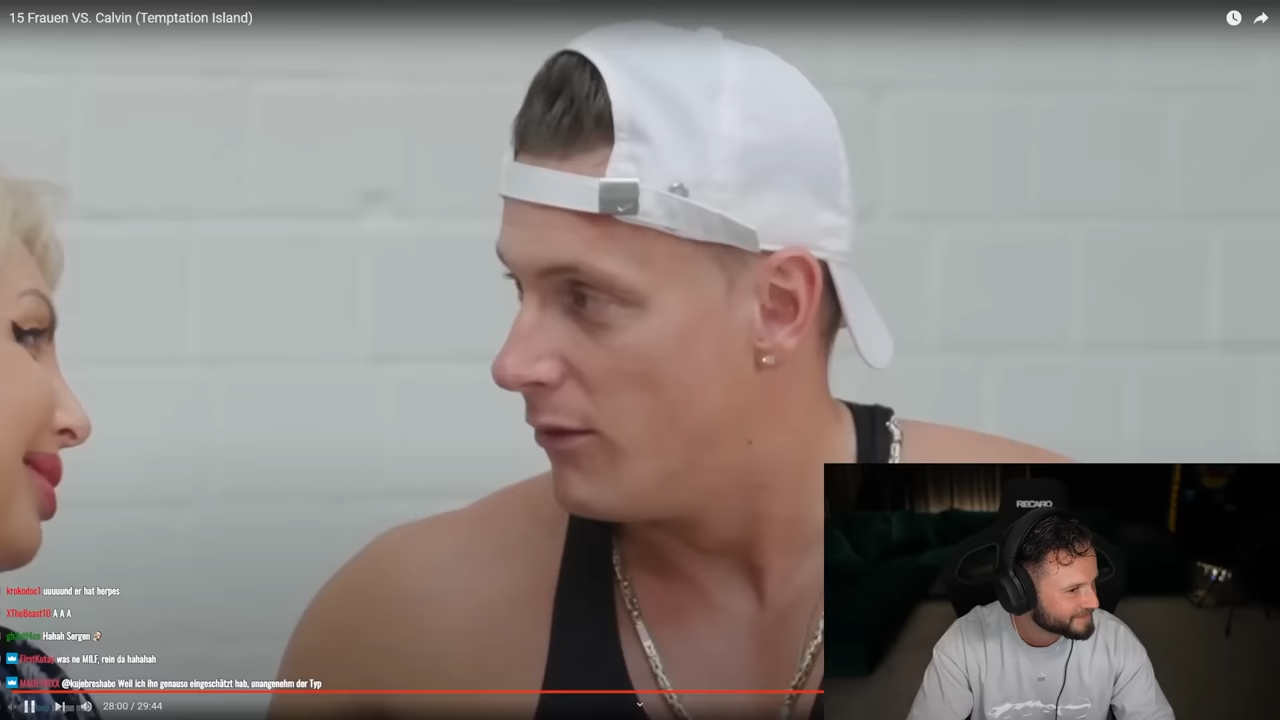 15 Frauen VS. Calvin (Temptation Island)
RECARO
krokodoc1 uuuuund er hat herpes
XTheBeast10 A A A
Hahah Sergen
FirstKutay was ne MILF, rein da hahahah
@kujebreshabo Weil ich ihn genauso eingeschätzt hab, unangenehm der Typ
28:00 / 29:44